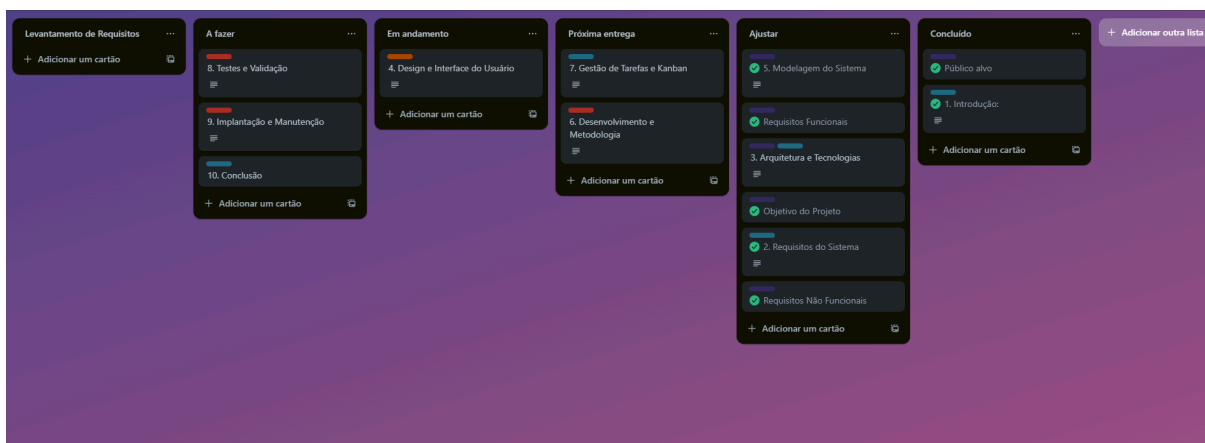 Levantamento de Requisitos
+ Adicionar um cartão
A fazer
8. Testes e Validação
9. Implantação e Manutenção
10. Conclusão
+ Adicionar um cartão
Em andamento
4. Design e Interface do Usuário
+ Adicionar um cartão
Próxima entrega
7. Gestão de Tarefas e Kanban
6. Desenvolvimento e
Metodologia
+ Adicionar um cartão
Ajustar
5. Modelagem do Sistema
Requisitos Funcionais
3. Arquitetura e Tecnologias
Objetivo do Projeto
2. Requisitos do Sistema
Requisitos Não Funcionais
+ Adicionar um cartão
Concluído
Público alvo
1. Introdução:
+ Adicionar um cartão
+ Adicionar outra lista